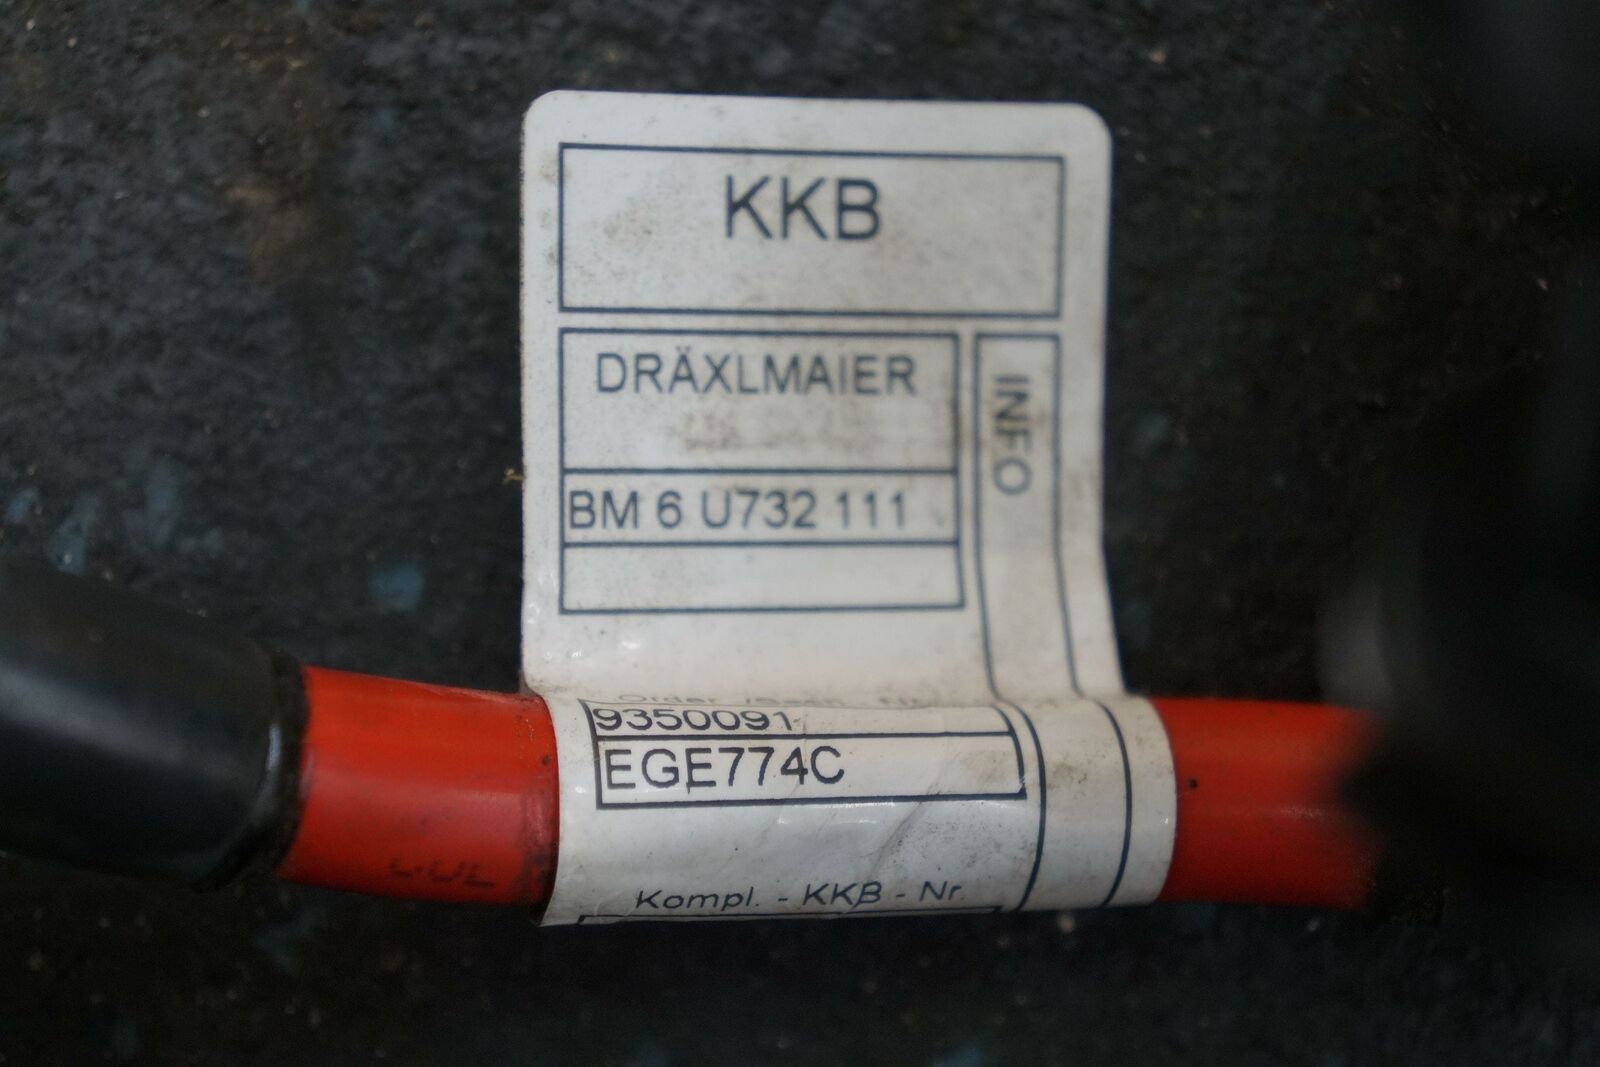 KKB
DRÄXLMAIER
INFO
BM 6 U732 111
9350091
EGE774C
Kompl. - KKB - Nr.